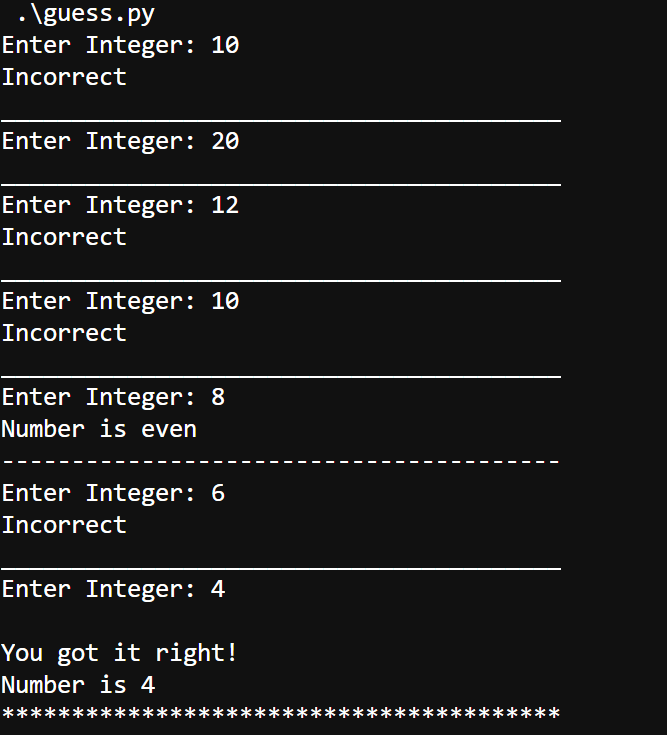 .\guess.py
Enter Integer: 10
Incorrect
________________________________________
Enter Integer: 20
________________________________________
Enter Integer: 12
Incorrect
________________________________________
Enter Integer: 10
Incorrect
________________________________________
Enter Integer: 8
Number is even
----------------------------------------
Enter Integer: 6
Incorrect
________________________________________
Enter Integer: 4
You got it right!
Number is 4
****************************************